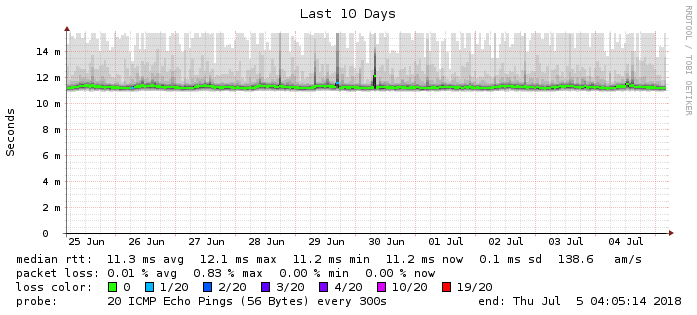 Last 10 Days
RRDTOOL / TOBI OETIKER
Seconds
14 m
12 m
10 m
8 m
6 m
4 m
2 m
0
25 Jun 26 Jun 27 Jun 28 Jun 29 Jun 30 Jun 01 Jul 02 Jul 03 Jul 04 Jul
median rtt: 11.3 ms avg 12.1 ms max 11.2 ms min 11.2 ms now 0.1 ms sd 138.6 am/s
packet loss: 0.01 % avg 0.83 % max 0.00 % min 0.00 % now
loss color: 0 1/20 2/20 3/20 4/20 10/20 19/20
probe: 20 ICMP Echo Pings (56 Bytes) every 300s end: Thu Jul 5 04:05:14 2018